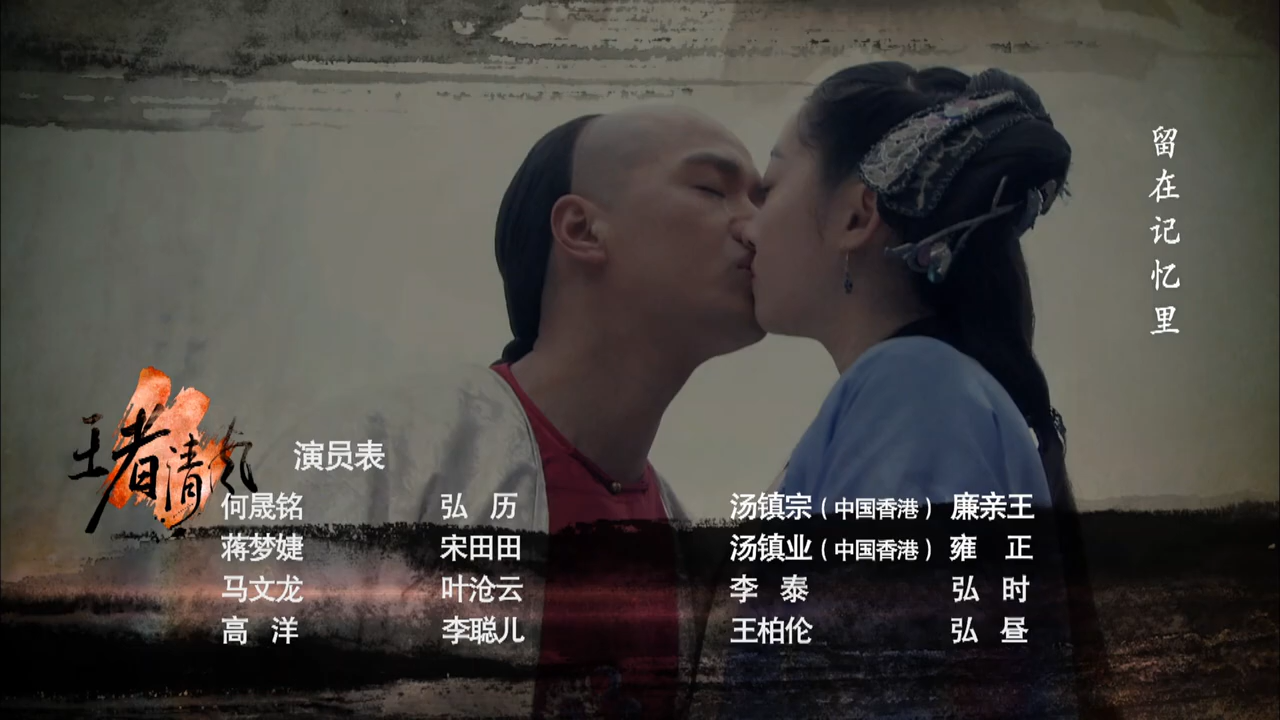 留在记忆里
王者清风
演员表
何晟铭 弘 历 汤镇宗(中国香港) 廉亲王
蒋梦婕 宋田田 汤镇业(中国香港) 雍 正
马文龙 叶沧云 李 泰 弘 时
高 洋 李聪儿 王柏伦 弘 昼